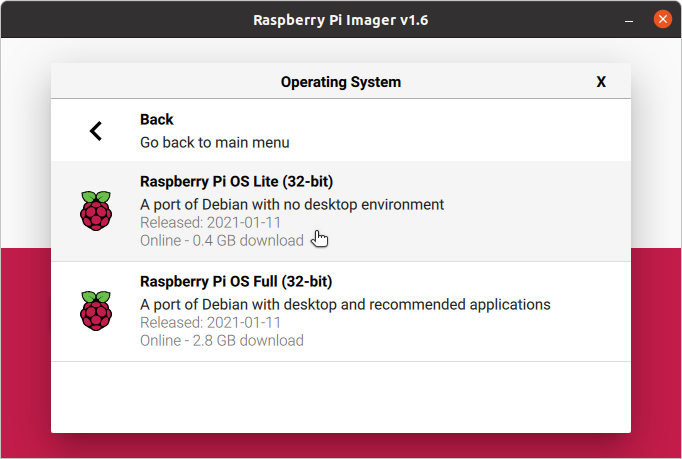 Raspberry Pi Imager v1.6
Operating System X
Back
Go back to main menu
Raspberry Pi OS Lite (32-bit)
A port of Debian with no desktop environment
Released: 2021-01-11
Online - 0.4 GB download
Raspberry Pi OS Full (32-bit)
A port of Debian with desktop and recommended applications
Released: 2021-01-11
Online - 2.8 GB download